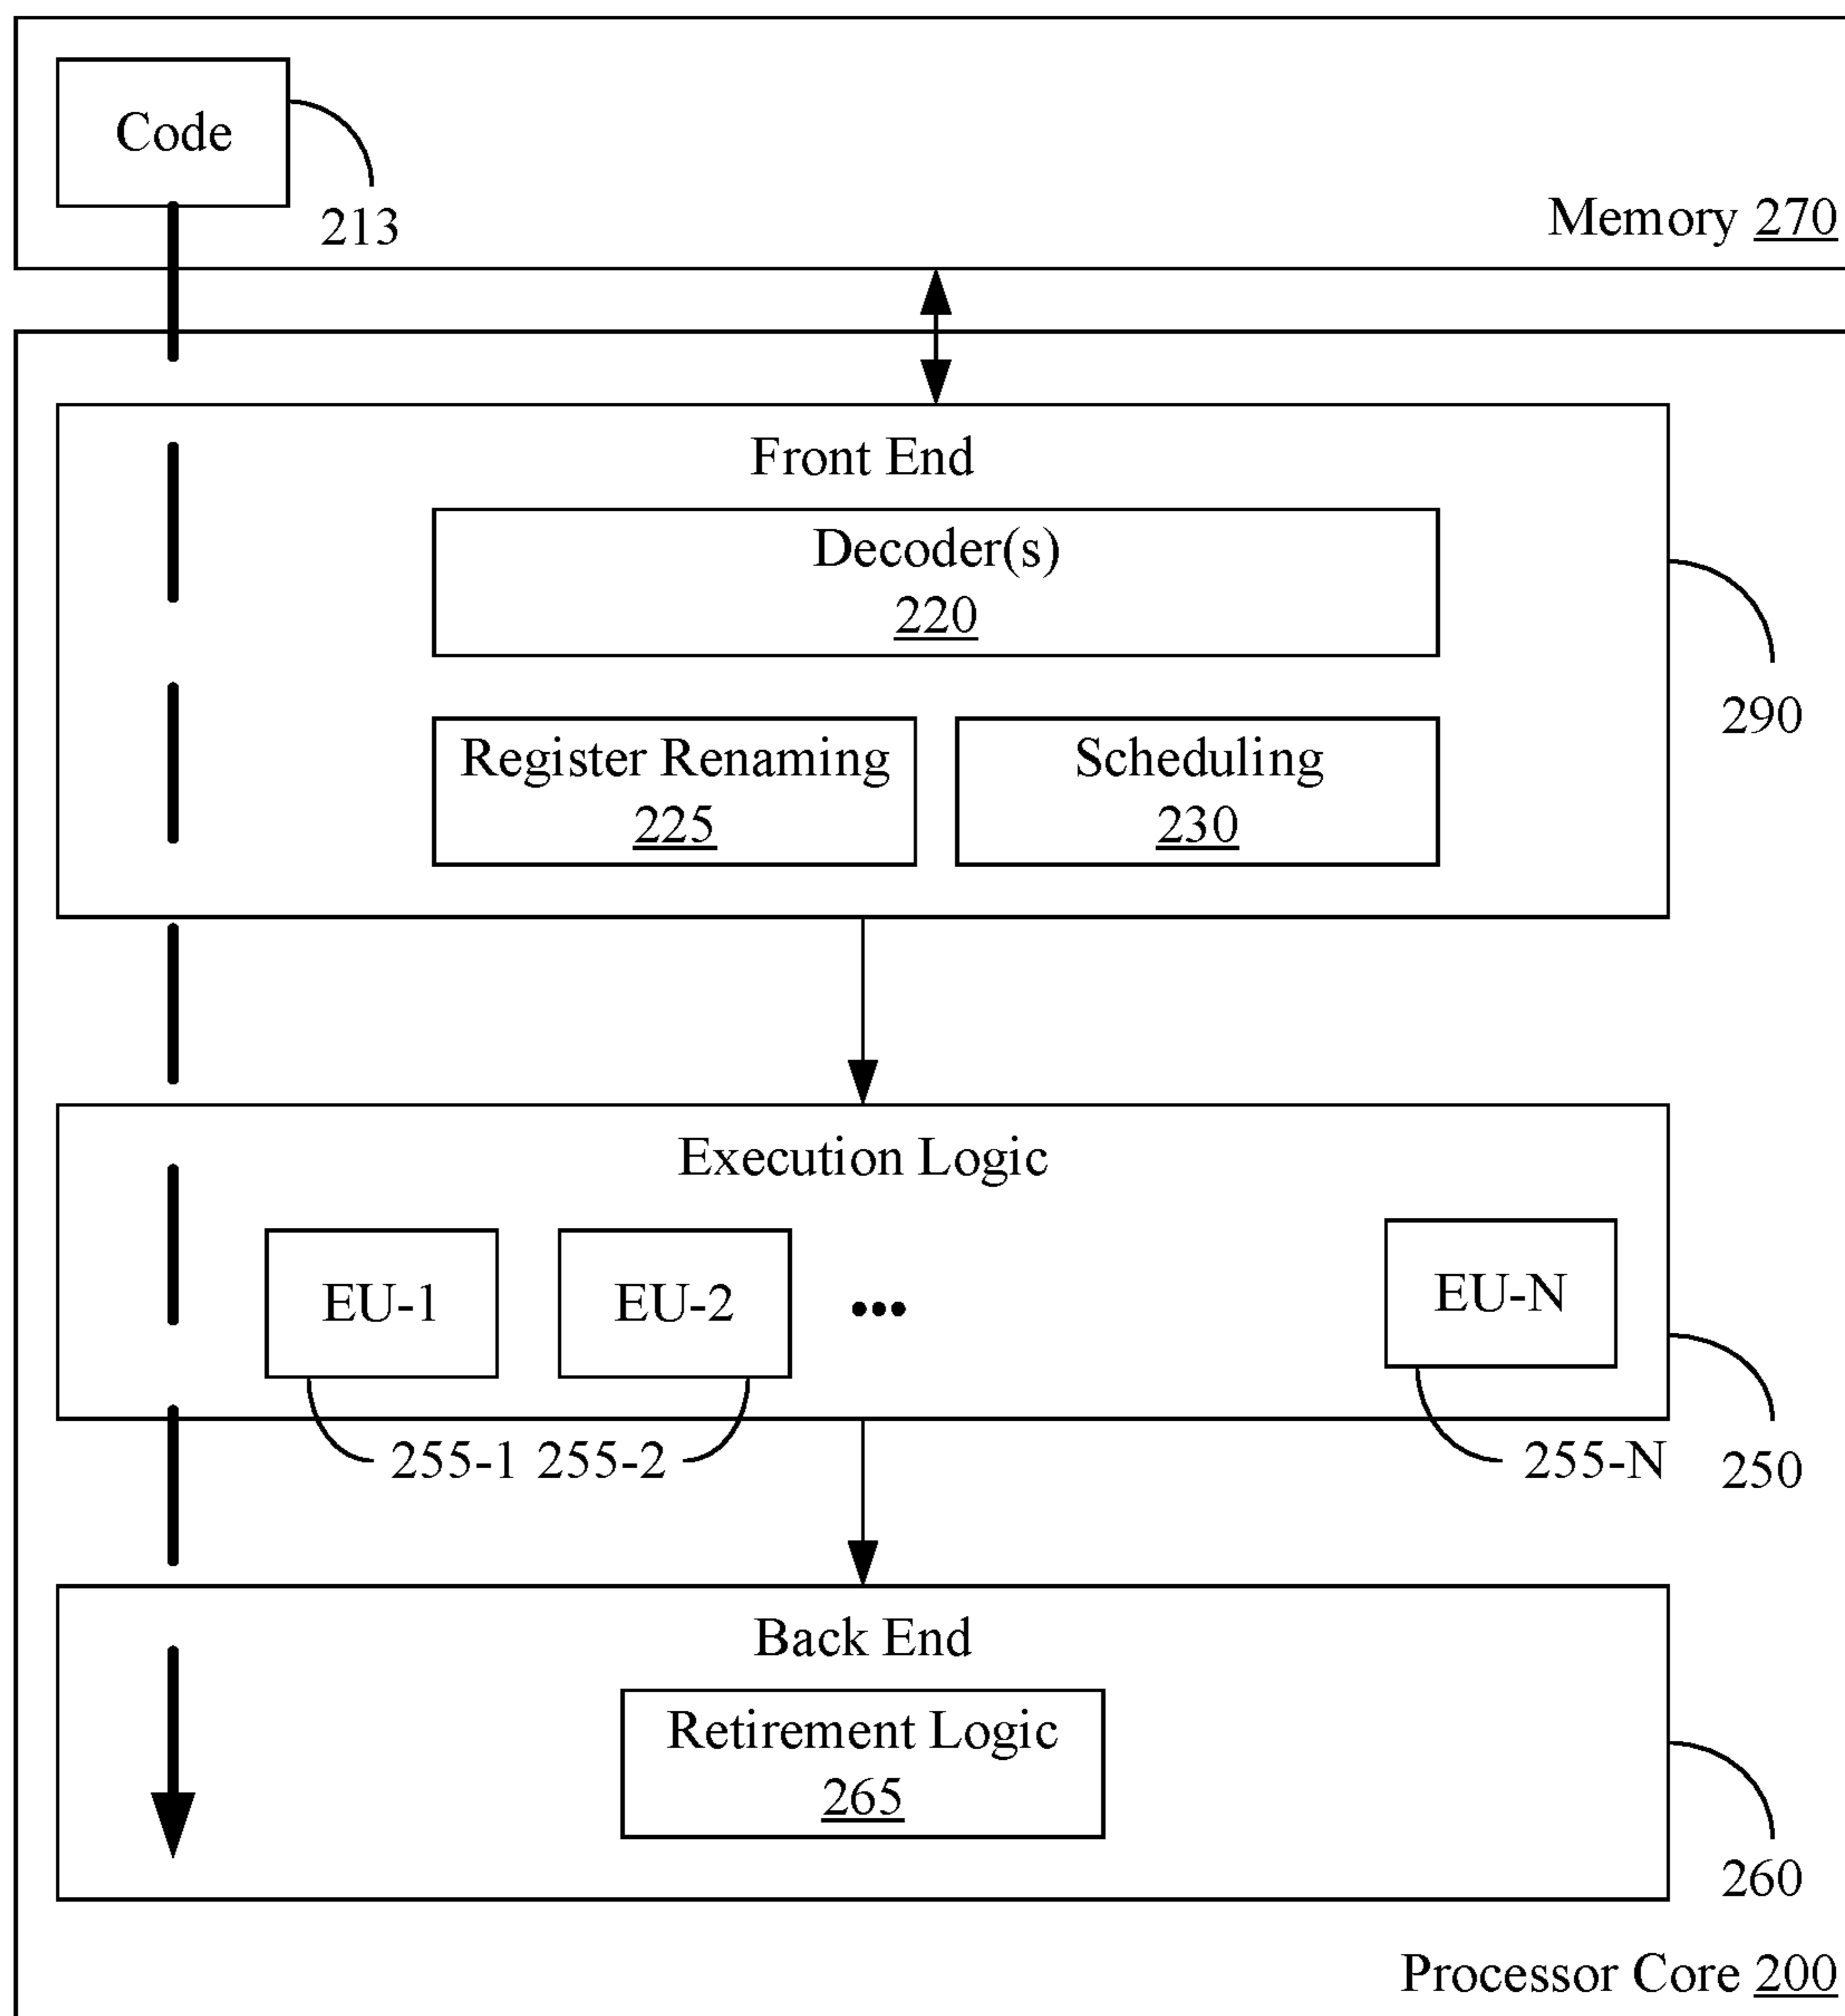 Code
213
Memory 270
Front End
Decoder(s)
220
290
Register Renaming
225
Scheduling
230
Execution Logic
EU-1
EU-2
•••
EU-N
255-1
255-2
255-N
250
Back End
Retirement Logic
265
260
Processor Core 200